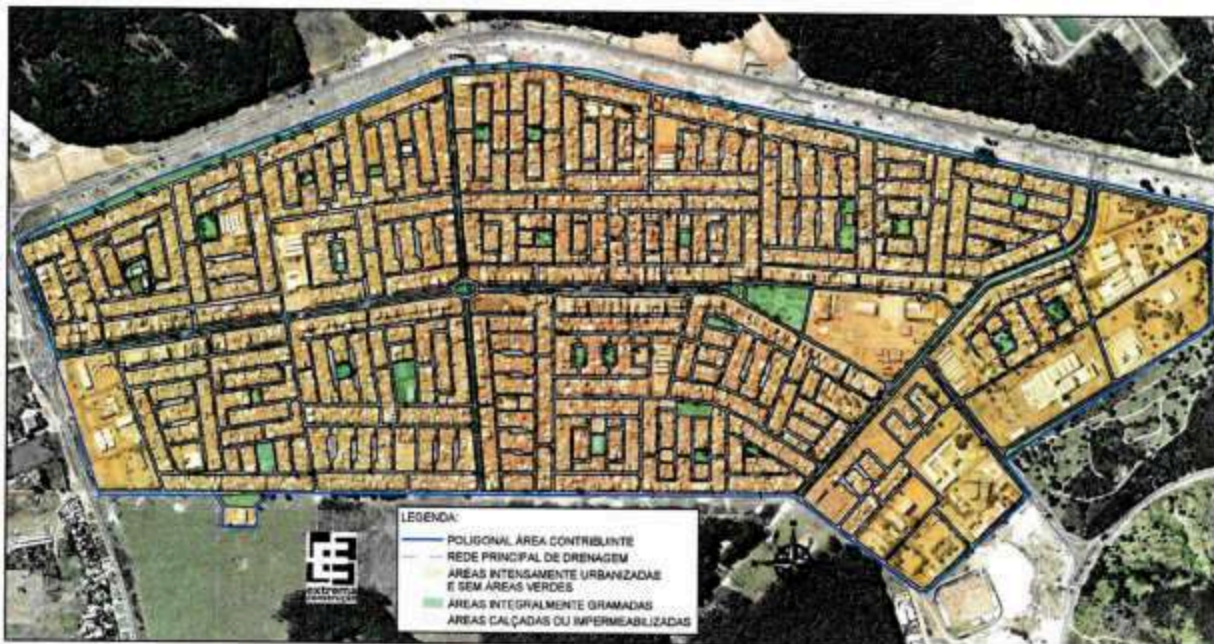 LEGENDA:
POLIGONAL ÁREA CONTRIBUINTE
REDE PRINCIPAL DE DRENAGEM
ÁREAS INTENSAMENTE URBANIZADAS
E SEM ÁREAS VERDES
ÁREAS INTEGRALMENTE GRAMADAS
ÁREAS CALÇADAS OU IMPERMEABILIZADAS
extrema
construção